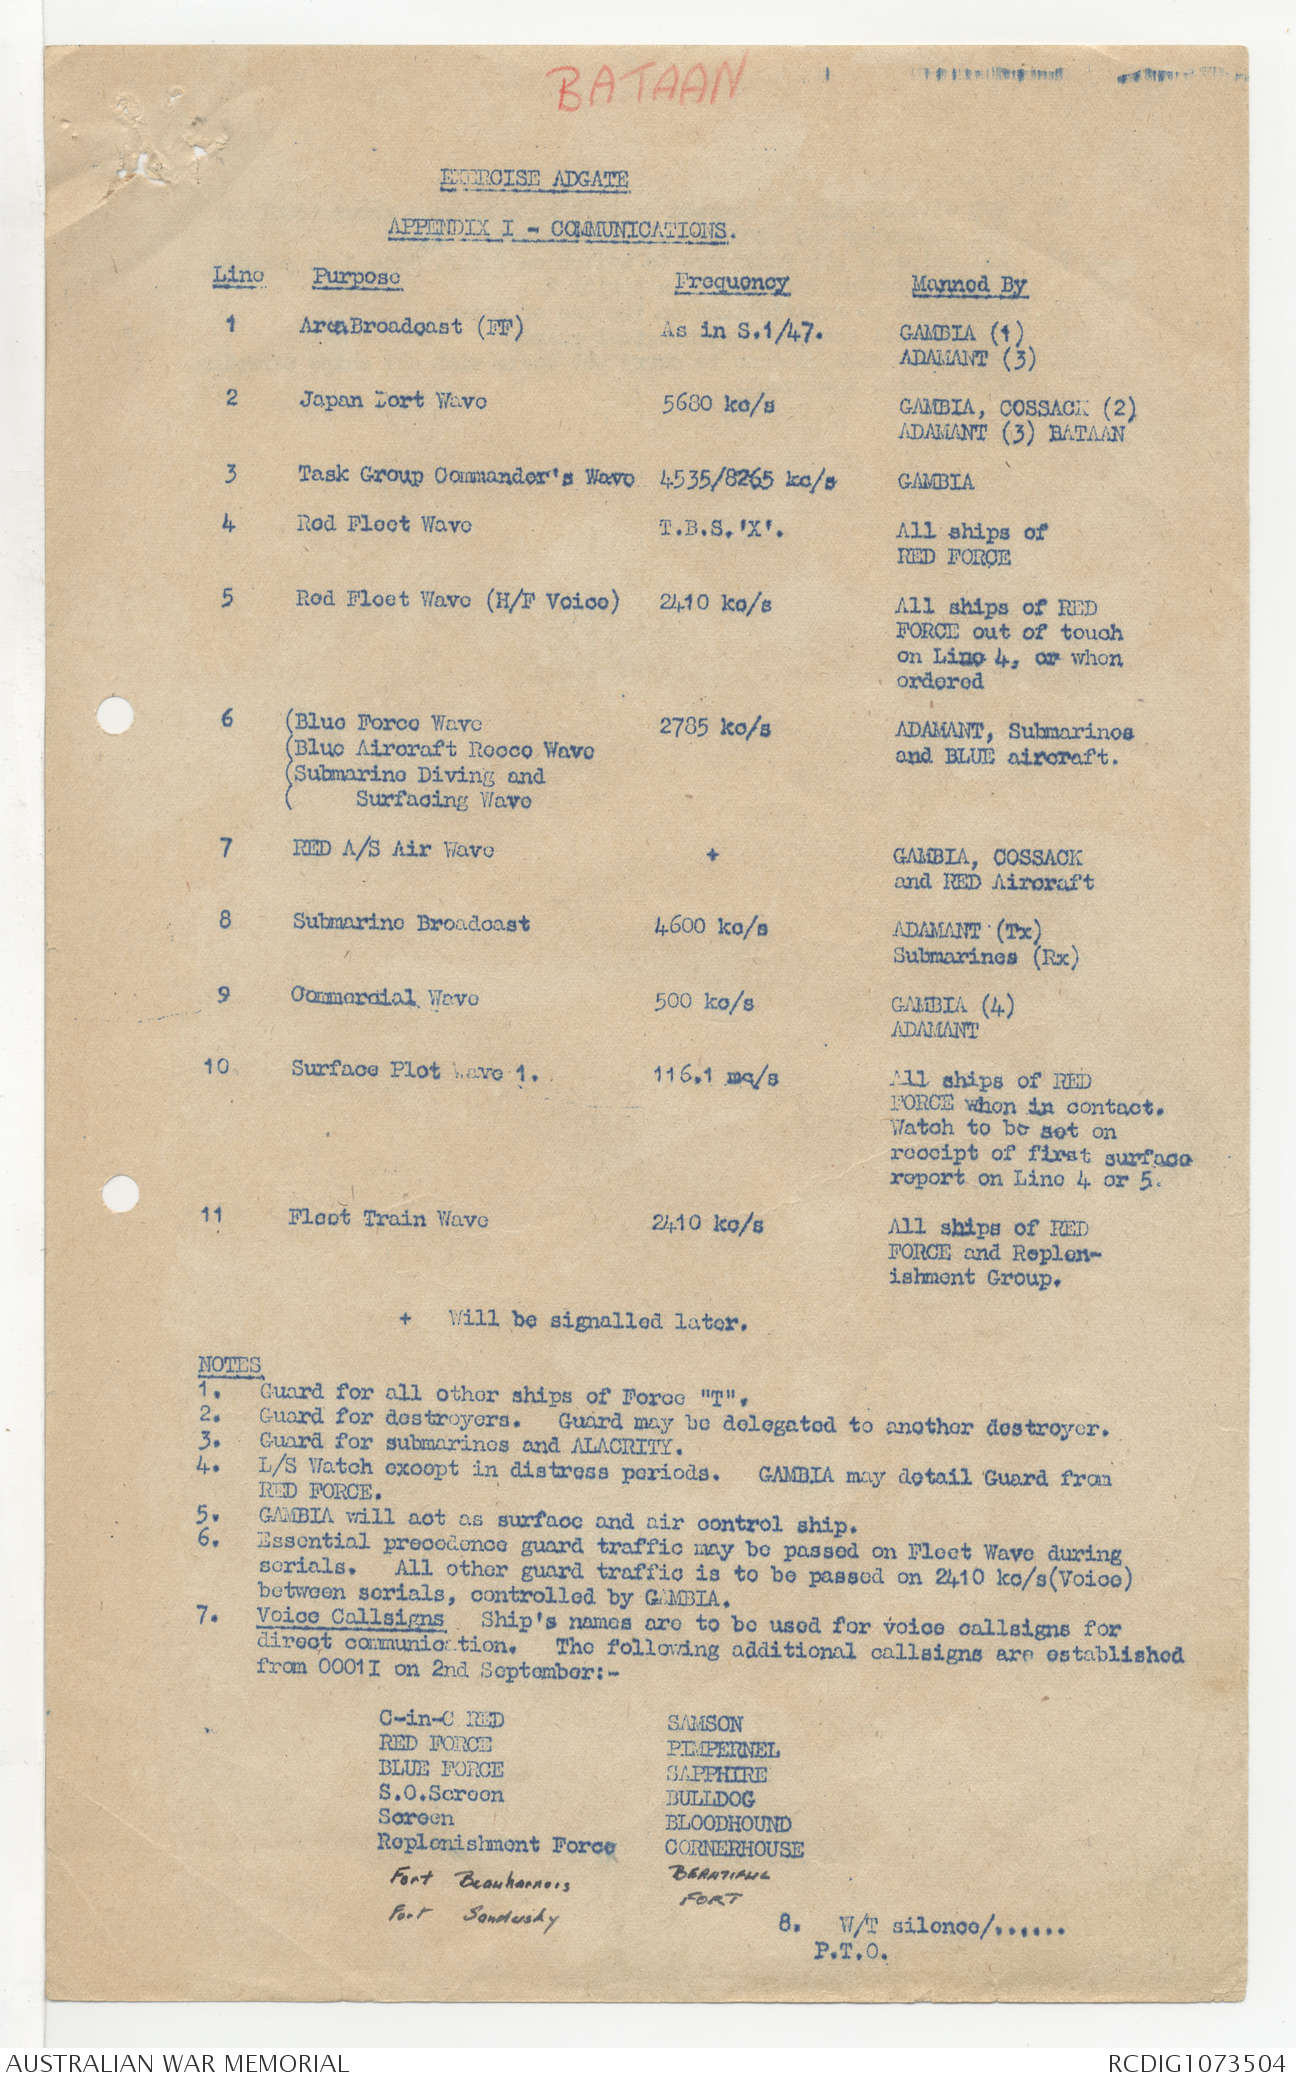 BATAAN
EXERCISE ADGATE
APPENDIX I - COMMUNICATIONS.
Line Purpose Frequency Manned By
1 Area Broadcast (FF) As in S.1/47. GAMBIA (1)
ADAMANT (3)
2 Japan Port Wave 5680 kc/s GAMBIA, COSSACK (2)
ADAMANT (3) BATAAN
3 Task Group Commander's Wave 4535/8265 kc/s GAMBIA
4 Red Fleet Wave T.B.S.'X'. All ships of
RED FORCE
5 Red Fleet Wave (H/F Voice) 2410 kc/s All ships of RED
FORCE out of touch
on Line 4, or when
ordered
6 (Blue Force Wave 2785 kc/s ADAMANT, Submarines
(Blue Aircraft Recce Wave and BLUE aircraft.
(Submarine Diving and
( Surfacing Wave
7 RED A/S Air Wave + GAMBIA, COSSACK
and RED Aircraft
8 Submarine Broadcast 4600 kc/s ADAMANT (Tx)
Submarines (Rx)
9 Commercial Wave 500 kc/s GAMBIA (4)
ADAMANT
10 Surface Plot Wave 1. 116.1 mc/s All ships of RED
FORCE when in contact.
Watch to be set on
receipt of first surface
report on Line 4 or 5.
11 Fleet Train Wave 2410 kc/s All ships of RED
FORCE and Replen-
ishment Group.
+ Will be signalled later.
NOTES
1. Guard for all other ships of Force "T".
2. Guard for destroyers. Guard may be delegated to another destroyer.
3. Guard for submarines and ALACRITY.
4. L/S Watch except in distress periods. GAMBIA may detail Guard from
RED FORCE.
5. GAMBIA will act as surface and air control ship.
6. Essential precedence guard traffic may be passed on Fleet Wave during
serials. All other guard traffic is to be passed on 2410 kc/s(Voice)
between serials, controlled by GAMBIA.
7. Voice Callsigns Ship's names are to be used for voice callsigns for
direct communication. The following additional callsigns are established
from 0001I on 2nd September:-
C-in-C RED SAMSON
RED FORCE PIMPERNEL
BLUE FORCE SAPPHIRE
S.O.Screen BULLDOG
Screen BLOODHOUND
Replenishment Force CORNERHOUSE
Fort Beauharnois BEAUTIFUL
Fort Sandusky FORT
8. W/T silence/......
P.T.O.
AUSTRALIAN WAR MEMORIAL RCDIG1073504